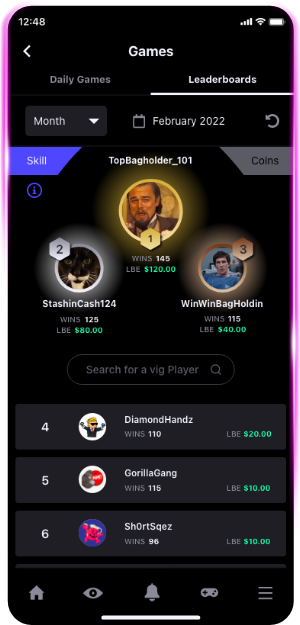 12:48
Games
Daily Games Leaderboards
Month February 2022
Skill TopBagholder_101 Coins
1
WINS 145
LBE $120.00
2
StashinCash124
WINS 125
LBE $80.00
3
WinWinBagHoldin
WINS 115
LBE $40.00
Search for a vig Player
4 DiamondHandz
WINS 110 LBE $20.00
5 GorillaGang
WINS 115 LBE $10.00
6 Sh0rtSqez
WINS 96 LBE $10.00